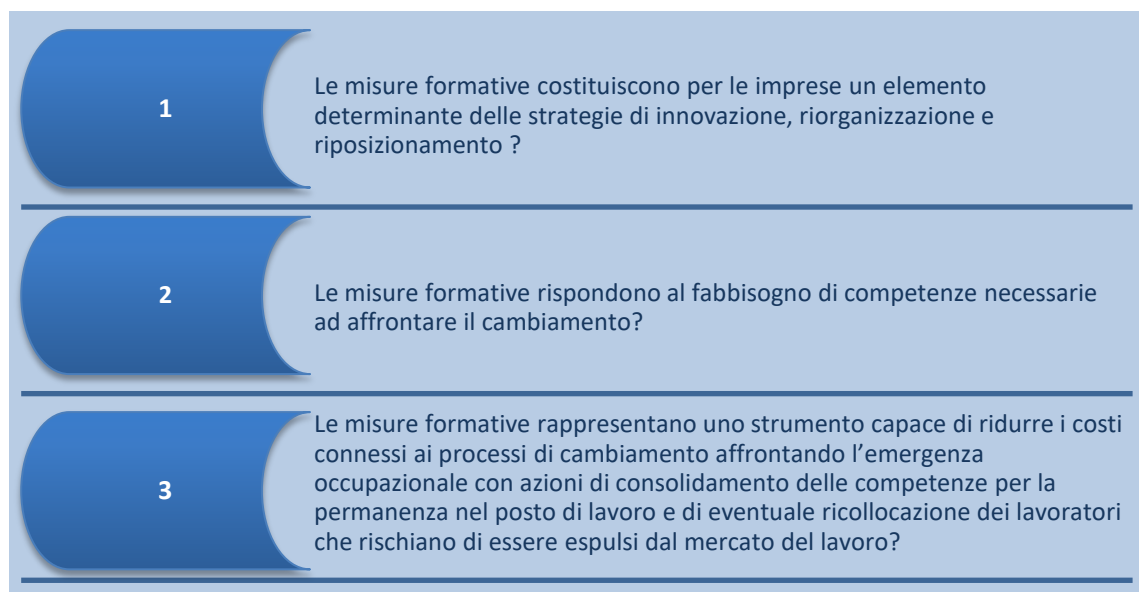 1
Le misure formative costituiscono per le imprese un elemento
determinante delle strategie di innovazione, riorganizzazione e
riposizionamento ?
2
Le misure formative rispondono al fabbisogno di competenze necessarie
ad affrontare il cambiamento?
3
Le misure formative rappresentano uno strumento capace di ridurre i costi
connessi ai processi di cambiamento affrontando l’emergenza
occupazionale con azioni di consolidamento delle competenze per la
permanenza nel posto di lavoro e di eventuale ricollocazione dei lavoratori
che rischiano di essere espulsi dal mercato del lavoro?